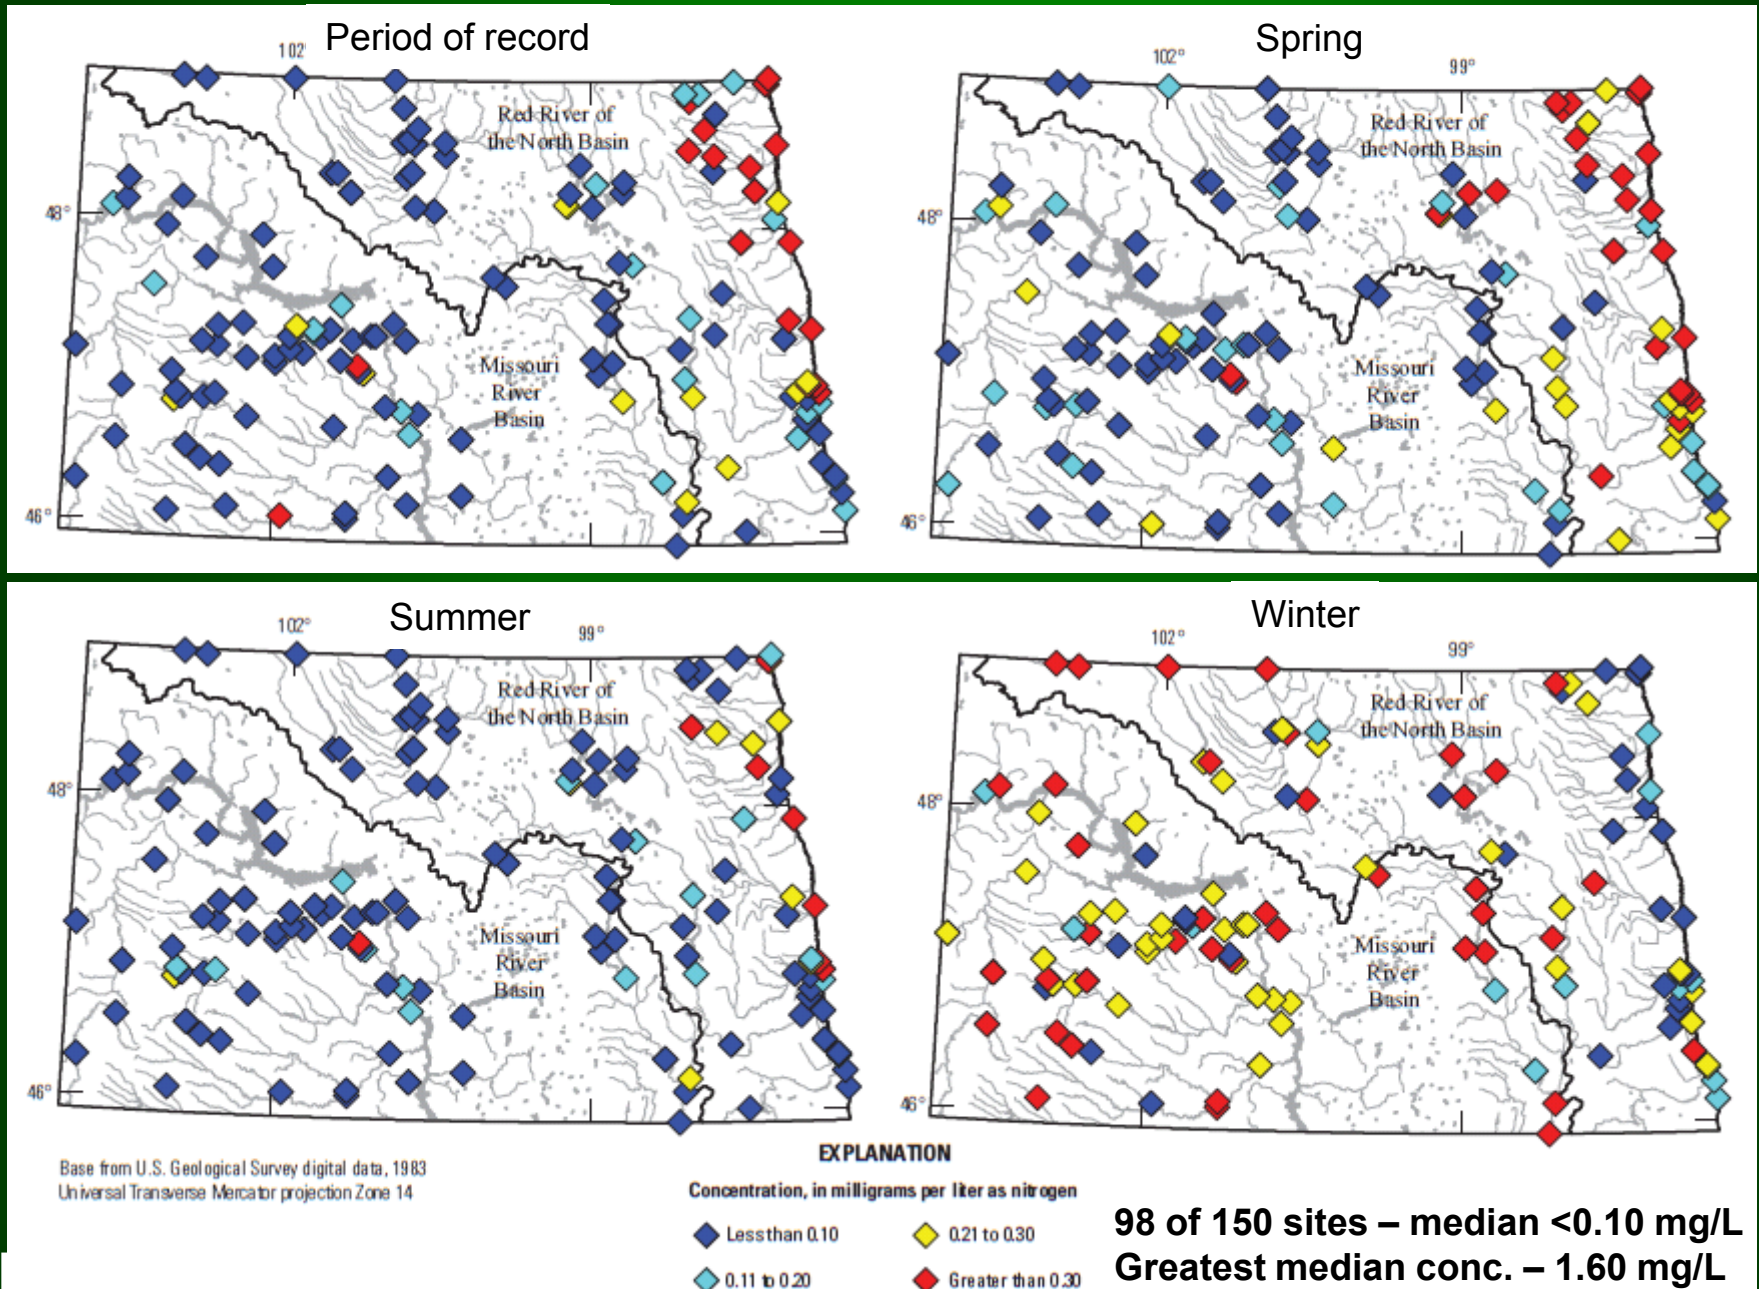 Period of record
102
Red River of
the North Basin
48°
Missouri
River
Basin
46°
Spring
102°
99°
Red River of
the North Basin
48°
Missouri
River
Basin
46°
Summer
102°
99°
Red River of
the North Basin
48°
Missouri
River
Basin
46°
Winter
102°
99°
Red River of
the North Basin
48°
Missouri
River
Basin
46°
Base from U.S. Geological Survey digital data, 1983
Universal Transverse Mercator projection Zone 14
EXPLANATION
Concentration, in milligrams per liter as nitrogen
Less than 0.10
0.21 to 0.30
0.11 to 0.20
Greater than 0.30
98 of 150 sites – median <0.10 mg/L
Greatest median conc. – 1.60 mg/L